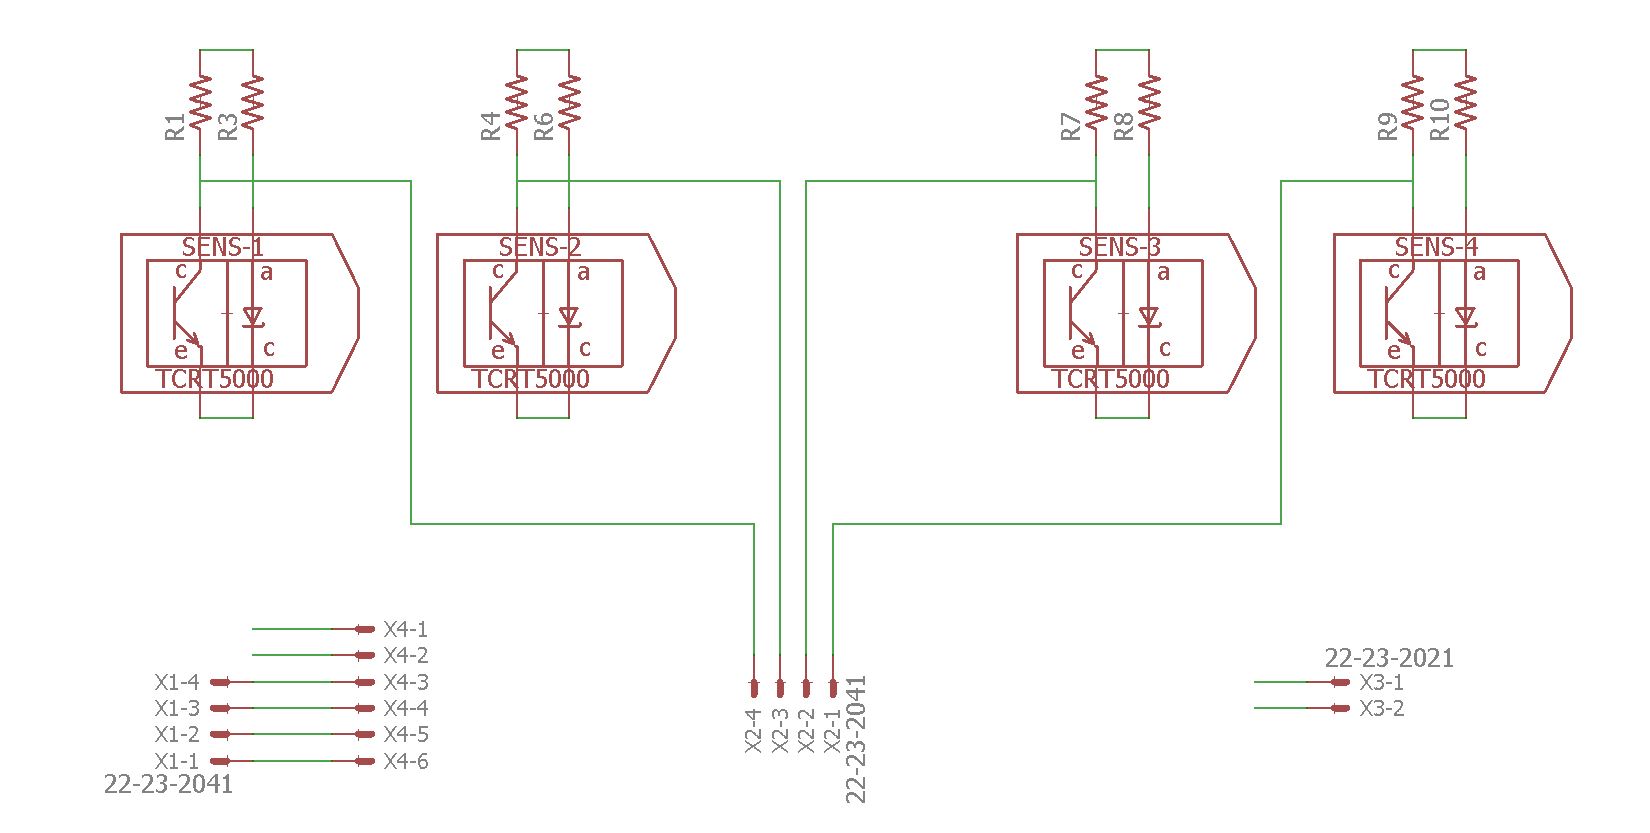 R1
R3
R4
R6
R7
R8
R9
R10
SENS-1
c a
e c
TCRT5000
SENS-2
c a
e c
TCRT5000
SENS-3
c a
e c
TCRT5000
SENS-4
c a
e c
TCRT5000
X4-1
X4-2
X1-4 X4-3
X1-3 X4-4
X1-2 X4-5
X1-1 X4-6
22-23-2041
X2-4
X2-3
X2-2
X2-1
22-23-2041
22-23-2021
X3-1
X3-2